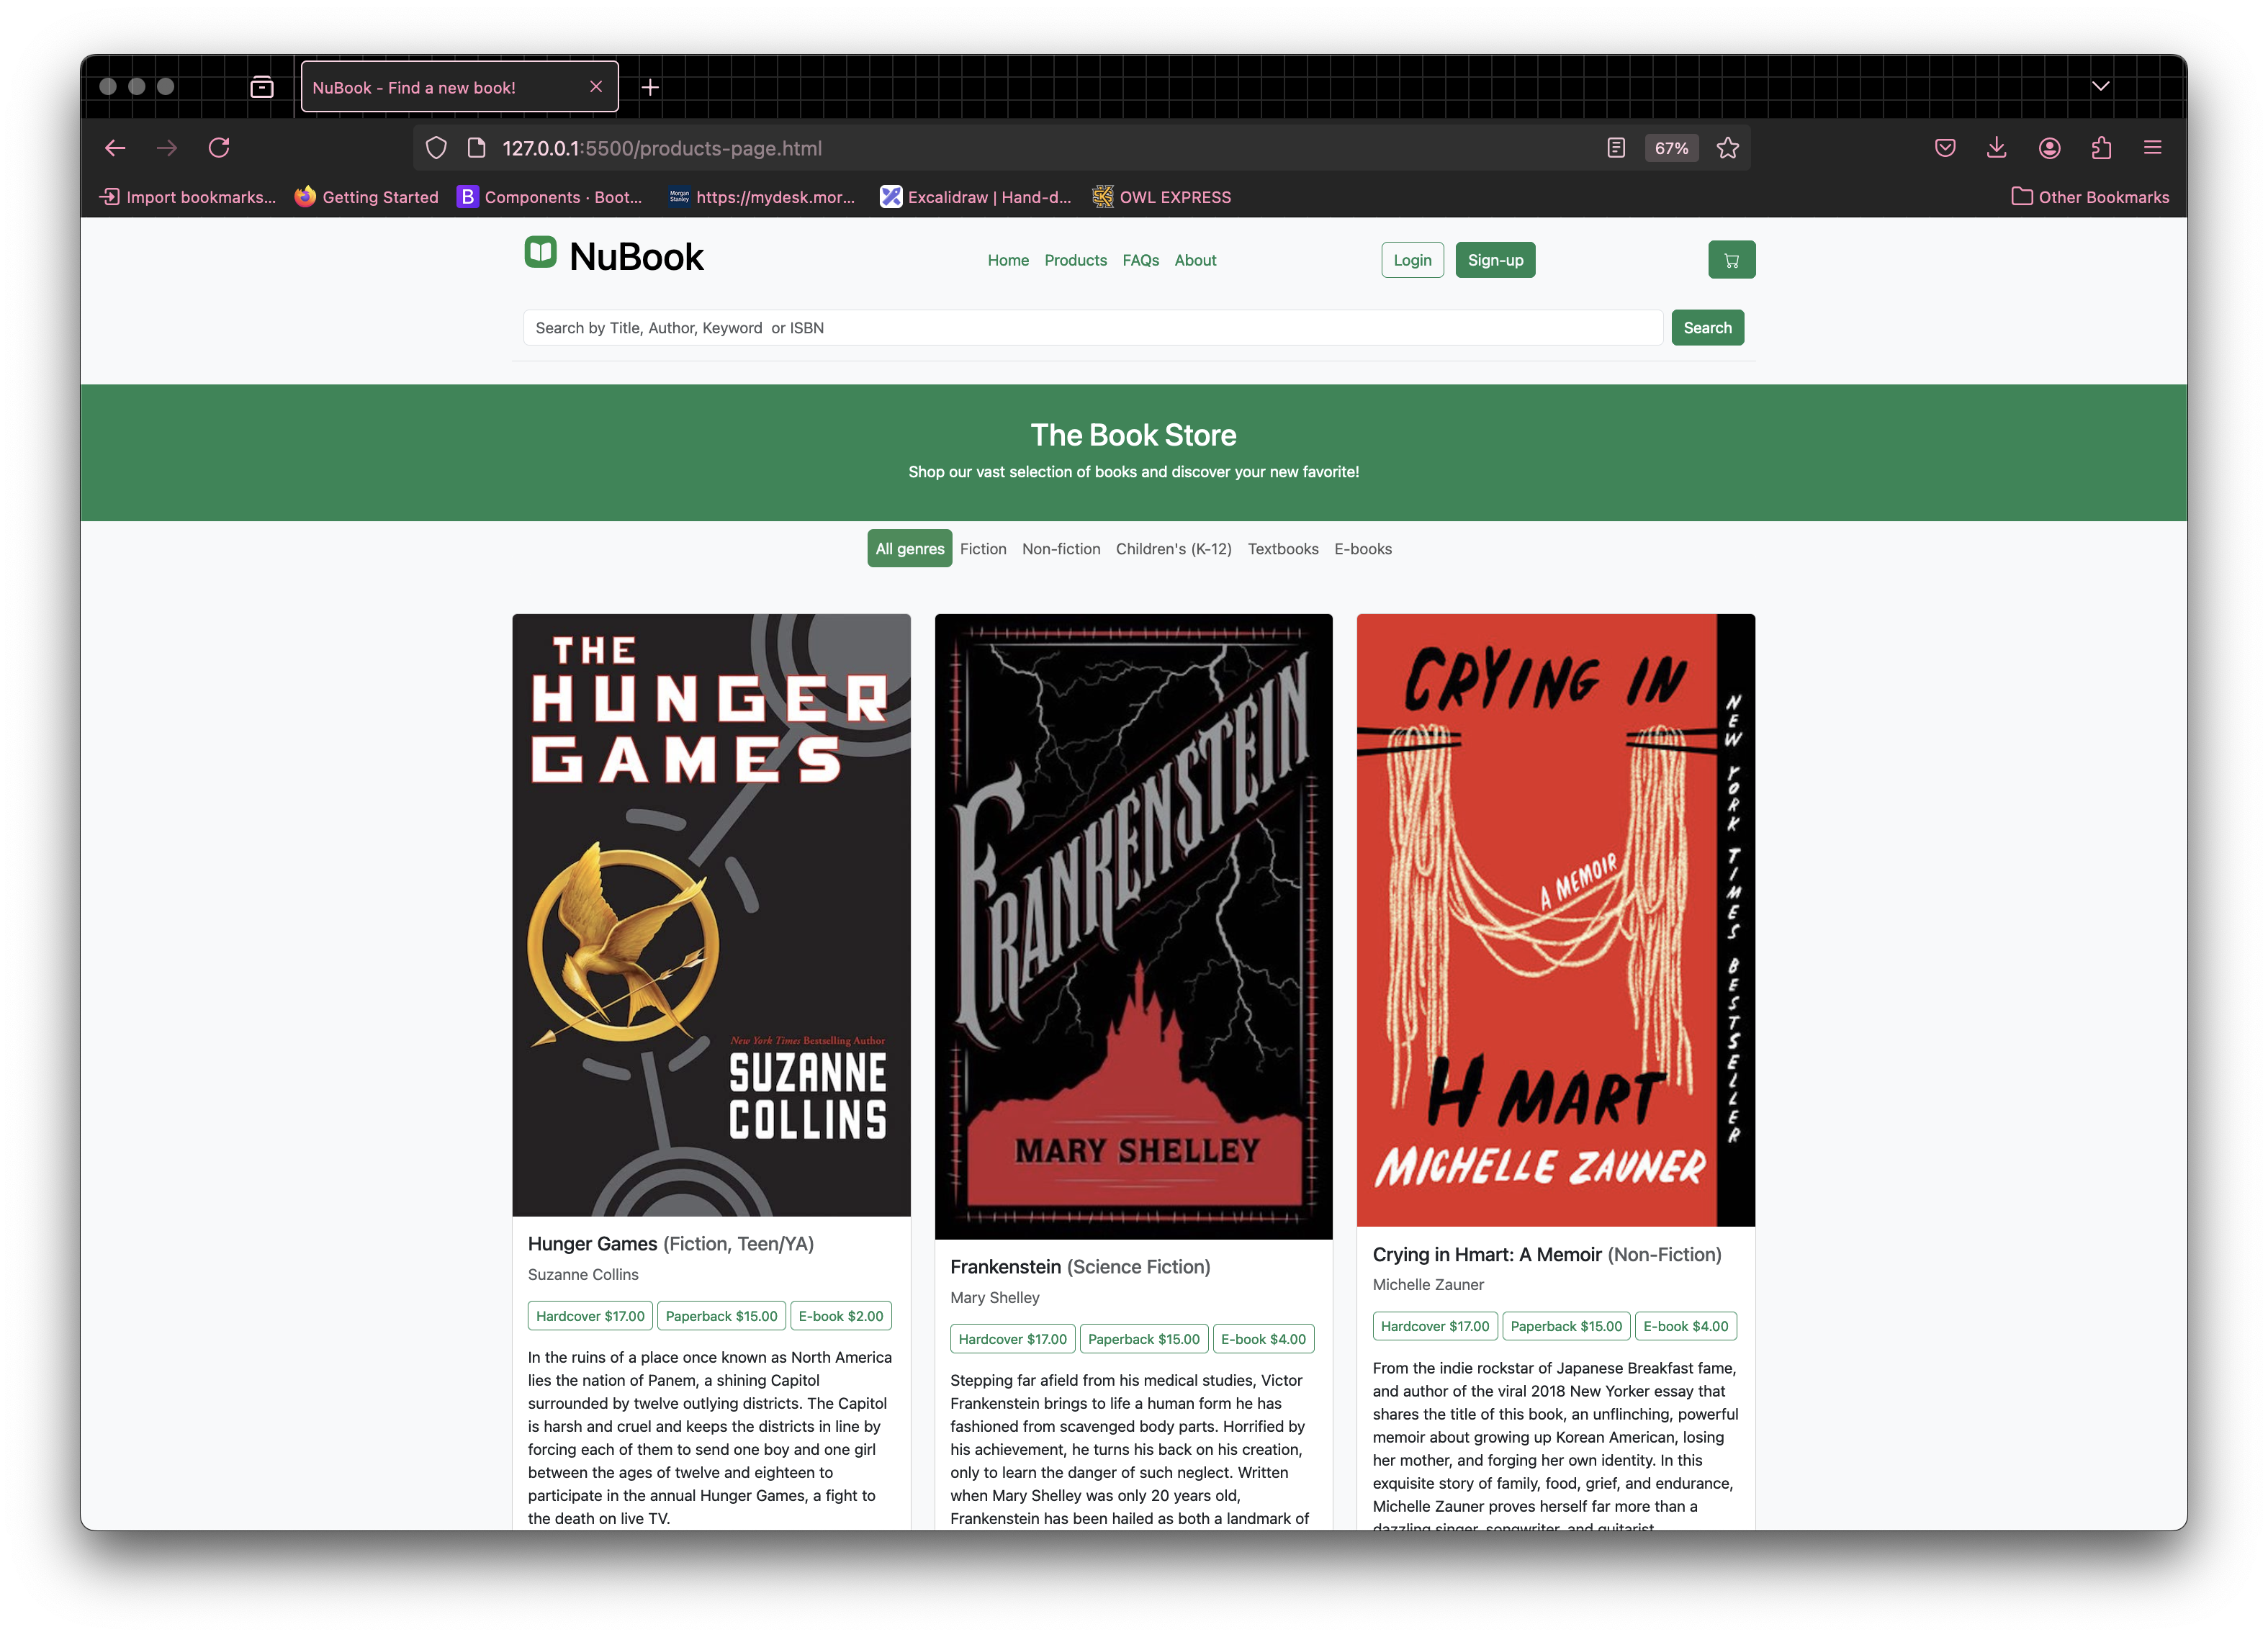 NuBook - Find a new book!
127.0.0.1:5500/products-page.html
67%
Import bookmarks...
Getting Started
B Components · Boot...
Morgan Stanley https://mydesk.mor...
Excalidraw | Hand-d...
OWL EXPRESS
Other Bookmarks
NuBook
Home Products FAQs About
Login Sign-up
Search by Title, Author, Keyword or ISBN
Search
The Book Store
Shop our vast selection of books and discover your new favorite!
All genres Fiction Non-fiction Children's (K-12) Textbooks E-books
THE
HUNGER
GAMES
New York Times Bestselling Author
SUZANNE
COLLINS
Hunger Games (Fiction, Teen/YA)
Suzanne Collins
Hardcover $17.00 Paperback $15.00 E-book $2.00
In the ruins of a place once known as North America
lies the nation of Panem, a shining Capitol
surrounded by twelve outlying districts. The Capitol
is harsh and cruel and keeps the districts in line by
forcing each of them to send one boy and one girl
between the ages of twelve and eighteen to
participate in the annual Hunger Games, a fight to
the death on live TV.
FRANKENSTEIN
MARY SHELLEY
Frankenstein (Science Fiction)
Mary Shelley
Hardcover $17.00 Paperback $15.00 E-book $4.00
Stepping far afield from his medical studies, Victor
Frankenstein brings to life a human form he has
fashioned from scavenged body parts. Horrified by
his achievement, he turns his back on his creation,
only to learn the danger of such neglect. Written
when Mary Shelley was only 20 years old,
Frankenstein has been hailed as both a landmark of
CRYING IN
A MEMOIR
H MART
MICHELLE ZAUNER
NEW YORK TIMES BESTSELLER
Crying in Hmart: A Memoir (Non-Fiction)
Michelle Zauner
Hardcover $17.00 Paperback $15.00 E-book $4.00
From the indie rockstar of Japanese Breakfast fame,
and author of the viral 2018 New Yorker essay that
shares the title of this book, an unflinching, powerful
memoir about growing up Korean American, losing
her mother, and forging her own identity. In this
exquisite story of family, food, grief, and endurance,
Michelle Zauner proves herself far more than a
dazzling singer, songwriter, and guitarist.